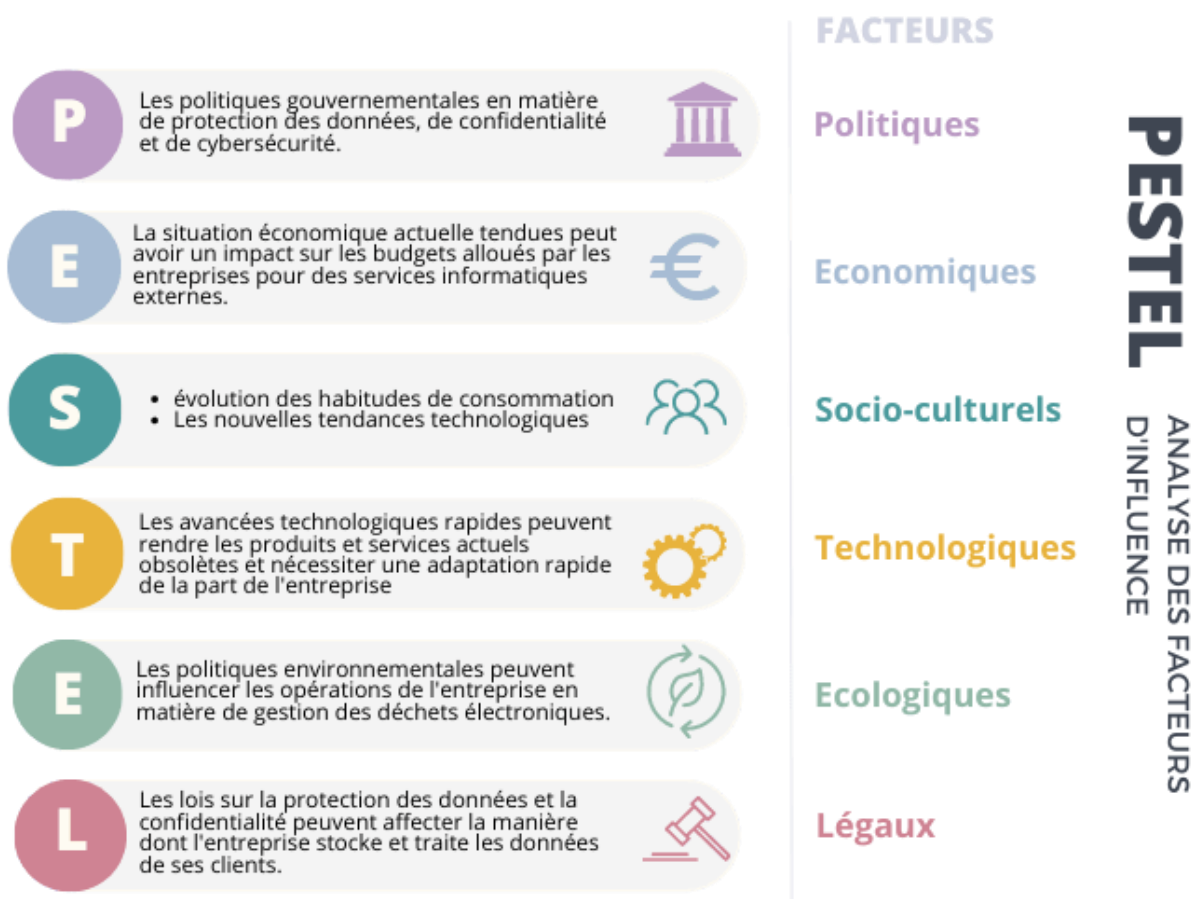 FACTEURS
P
Les politiques gouvernementales en matière
de protection des données, de confidentialité
et de cybersécurité.
Politiques
E
La situation économique actuelle tendues peut
avoir un impact sur les budgets alloués par les
entreprises pour des services informatiques
externes.
€
Economiques
S
• évolution des habitudes de consommation
• Les nouvelles tendances technologiques
Socio-culturels
T
Les avancées technologiques rapides peuvent
rendre les produits et services actuels
obsolètes et nécessiter une adaptation rapide
de la part de l'entreprise
Technologiques
E
Les politiques environnementales peuvent
influencer les opérations de l'entreprise en
matière de gestion des déchets électroniques.
Ecologiques
L
Les lois sur la protection des données et la
confidentialité peuvent affecter la manière
dont l'entreprise stocke et traite les données
de ses clients.
Légaux
PESTEL
ANALYSE DES FACTEURS
D'INFLUENCE